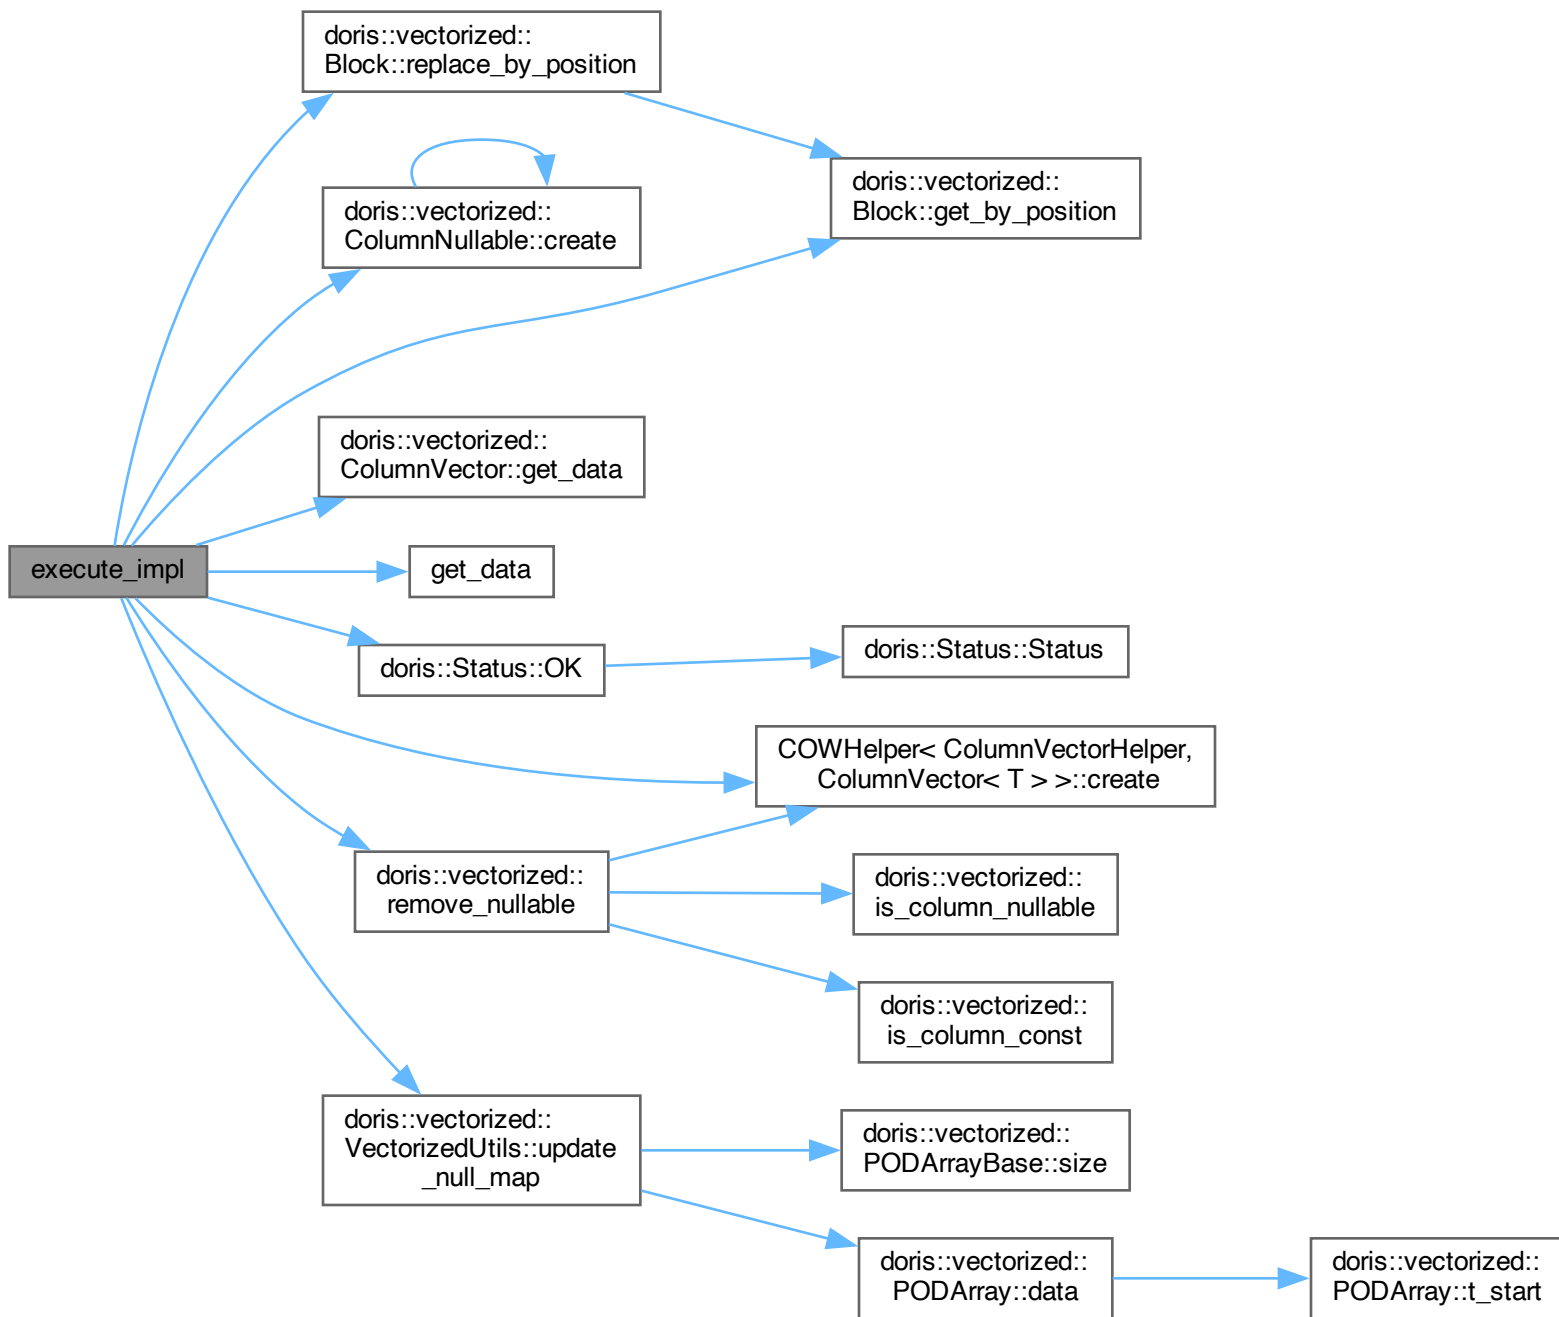 doris::vectorized::
Block::replace_by_position
doris::vectorized::
Block::get_by_position
doris::vectorized::
ColumnNullable::create
doris::vectorized::
ColumnVector::get_data
execute_impl
get_data
doris::Status::OK
doris::Status::Status
COWHelper< ColumnVectorHelper,
ColumnVector< T > >::create
doris::vectorized::
remove_nullable
doris::vectorized::
is_column_nullable
doris::vectorized::
is_column_const
doris::vectorized::
VectorizedUtils::update
_null_map
doris::vectorized::
PODArrayBase::size
doris::vectorized::
PODArray::data
doris::vectorized::
PODArray::t_start